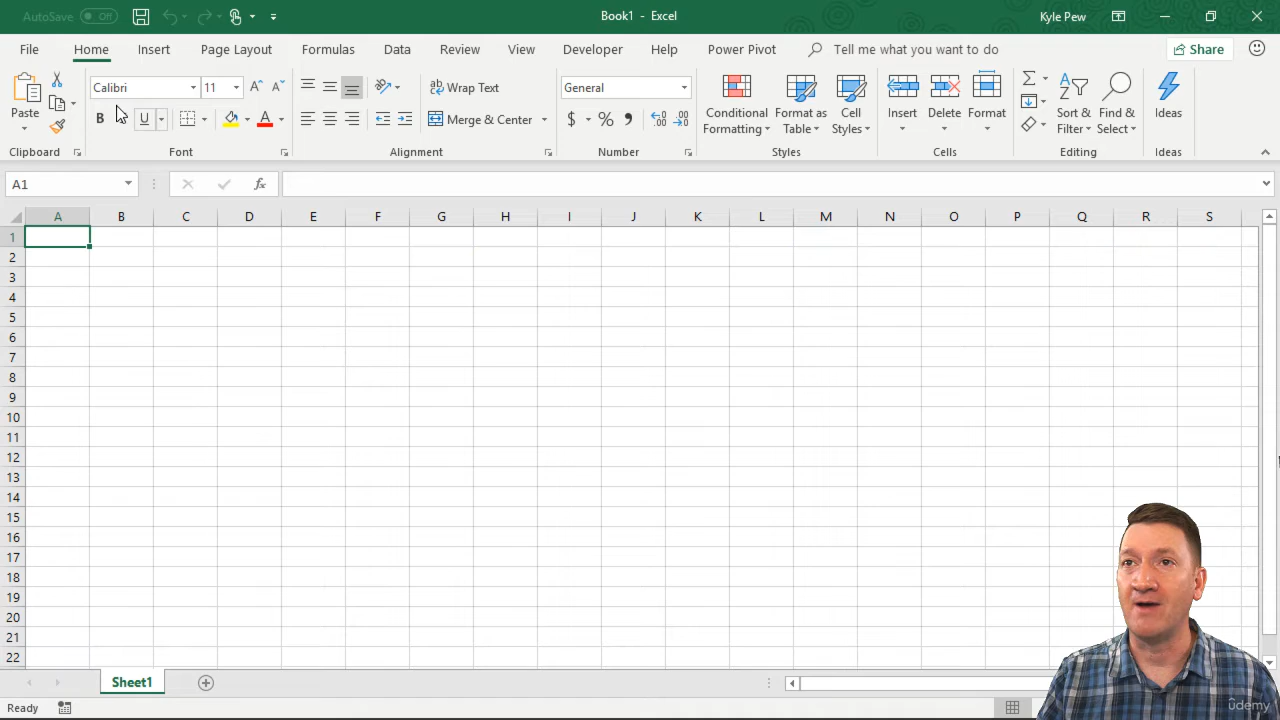 AutoSave Off Book1 - Excel Kyle Pew
File Home Insert Page Layout Formulas Data Review View Developer Help Power Pivot Tell me what you want to do Share
Paste
Clipboard
Calibri 11
B U A
Font
Wrap Text
Merge & Center
Alignment
General
$ % ,
Number
Conditional Formatting
Format as Table
Cell Styles
Styles
Insert Delete Format
Cells
Sort & Filter
Find & Select
Editing
Ideas
Ideas
A1 fx
A B C D E F G H I J K L M N O P Q R S
1
2
3
4
5
6
7
8
9
10
11
12
13
14
15
16
17
18
19
20
21
22
Sheet1
Ready
ûdemy